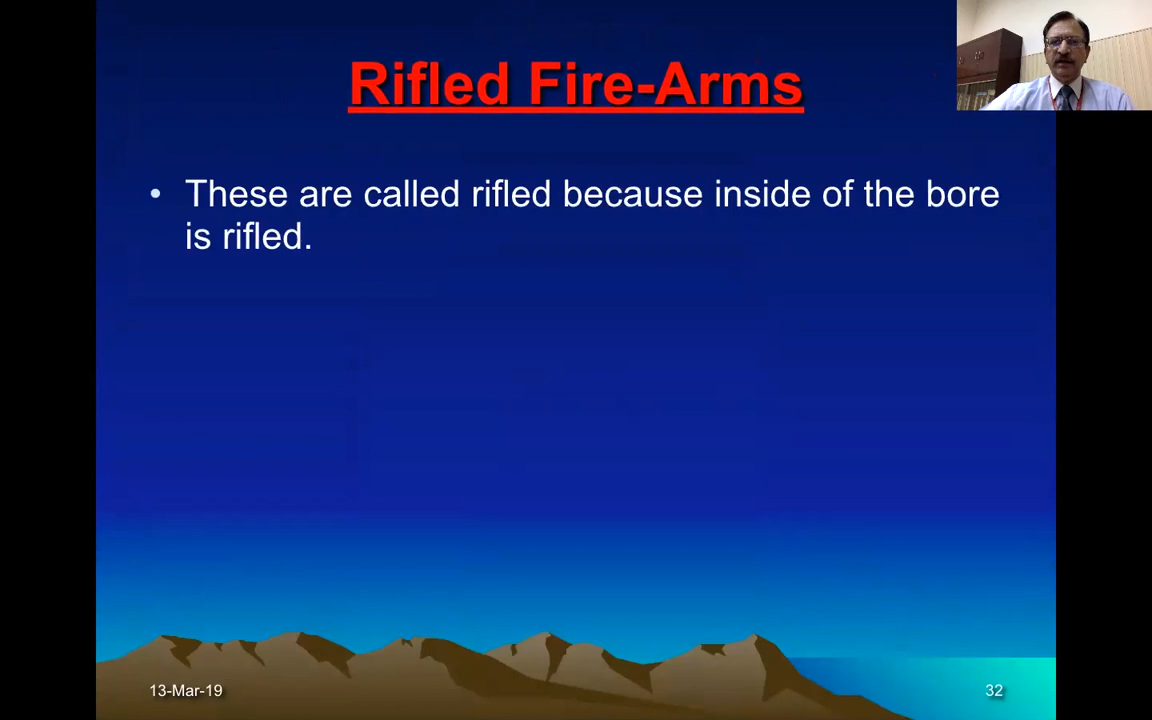 Rifled Fire-Arms
• These are called rifled because inside of the bore
is rifled.
13-Mar-19
32